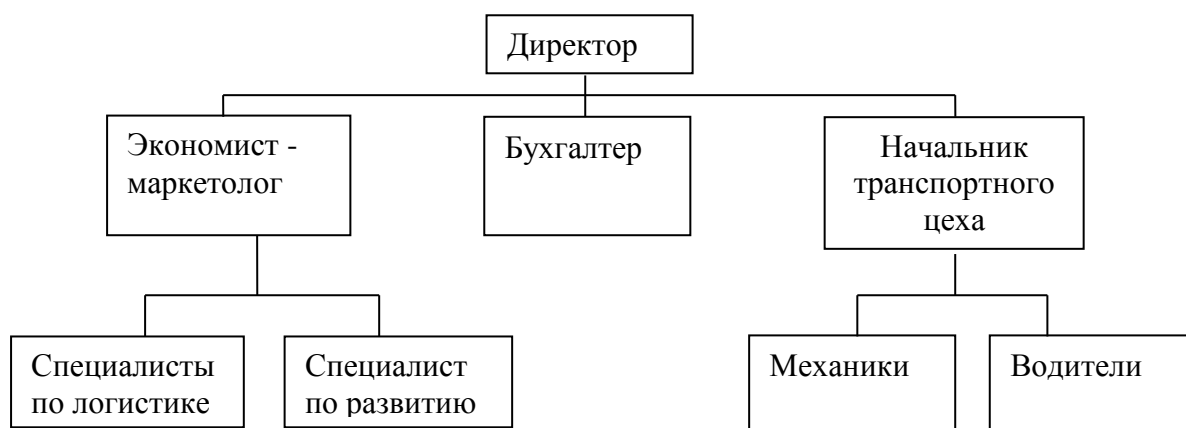 Директор
Экономист -
маркетолог
Бухгалтер
Начальник
транспортного
цеха
Специалисты
по логистике
Специалист
по развитию
Механики
Водители